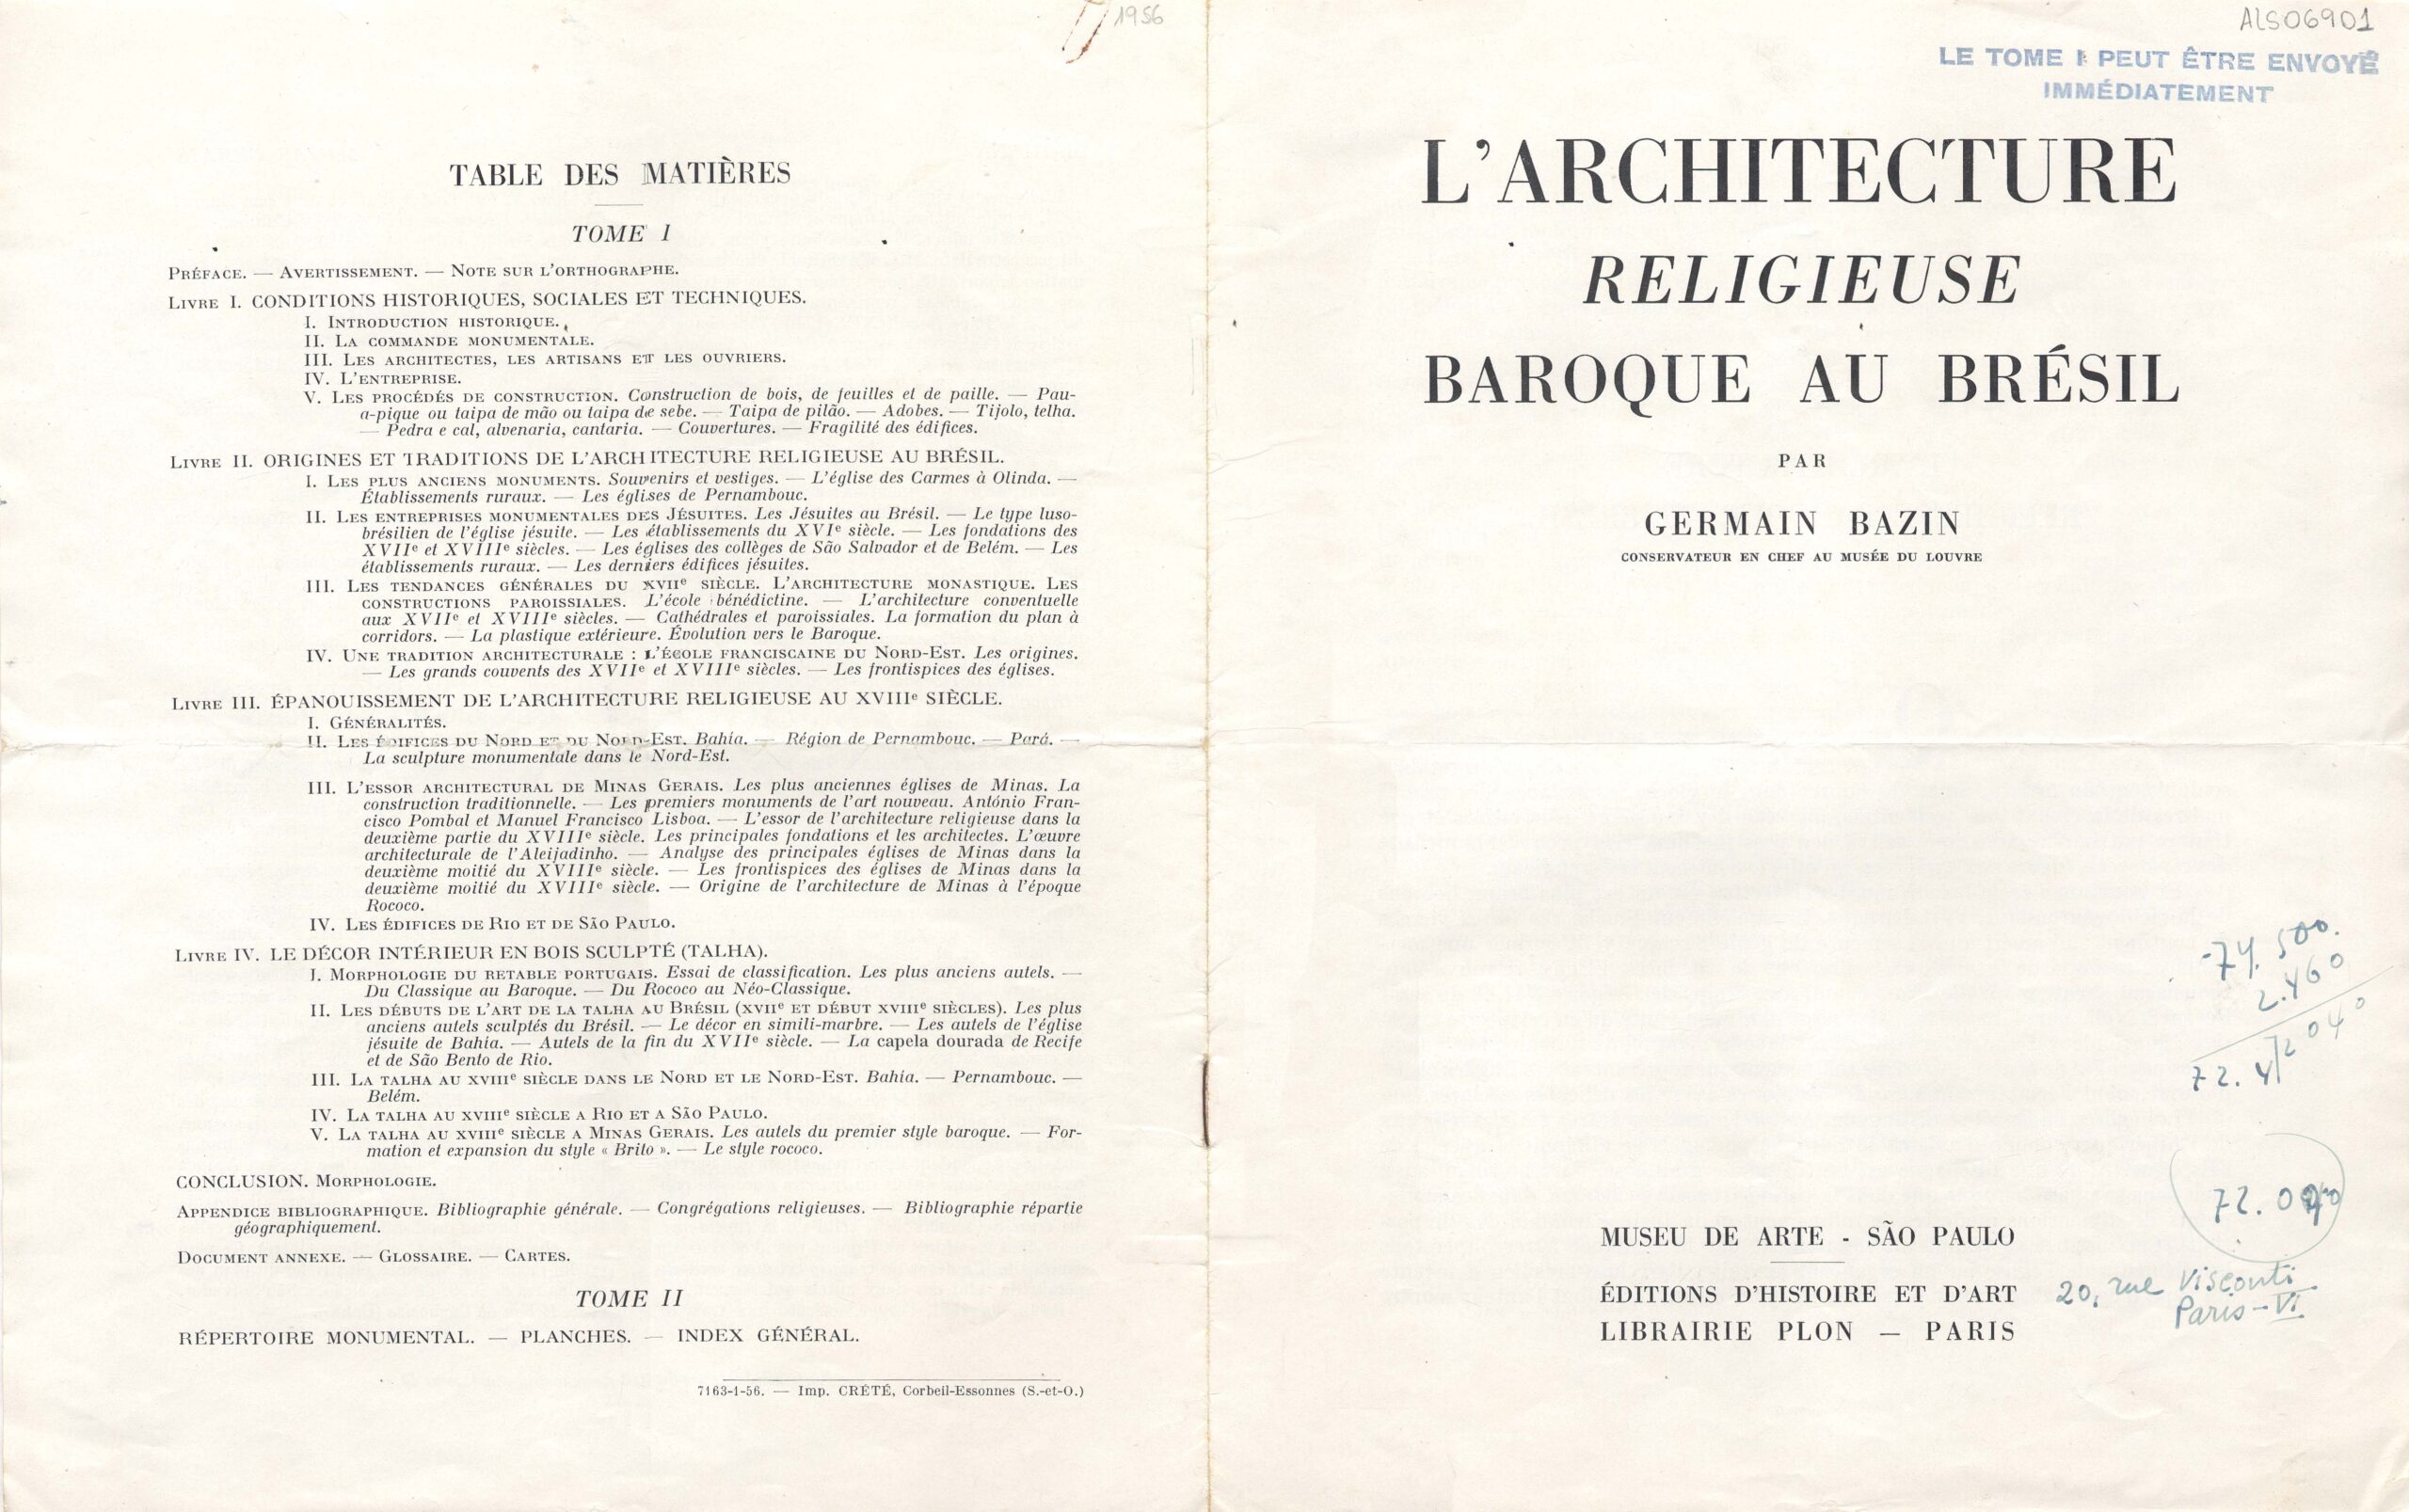 1956
TABLE DES MATIÈRES
TOME I
PRÉFACE. — AVERTISSEMENT. — NOTE SUR L'ORTHOGRAPHE.
LIVRE I. CONDITIONS HISTORIQUES, SOCIALES ET TECHNIQUES.
I. INTRODUCTION HISTORIQUE.
II. LA COMMANDE MONUMENTALE.
III. LES ARCHITECTES, LES ARTISANS ET LES OUVRIERS.
IV. L'ENTREPRISE.
V. LES PROCÉDÉS DE CONSTRUCTION. Construction de bois, de feuilles et de paille. — Pau-
a-pique ou taipa de mão ou taipa de sebe. — Taipa de pilão. — Adobes. — Tijolo, telha.
— Pedra e cal, alvenaria, cantaria. — Couvertures. — Fragilité des édifices.
LIVRE II. ORIGINES ET TRADITIONS DE L'ARCHITECTURE RELIGIEUSE AU BRÉSIL.
I. LES PLUS ANCIENS MONUMENTS. Souvenirs et vestiges. — L'église des Carmes à Olinda. —
Établissements ruraux. — Les églises de Pernambouc.
II. LES ENTREPRISES MONUMENTALES DES JÉSUITES. Les Jésuites au Brésil. — Le type luso-
brésilien de l'église jésuite. — Les établissements du XVIe siècle. — Les fondations des
XVIIe et XVIIIe siècles. — Les églises des collèges de São Salvador et de Belém. — Les
établissements ruraux. — Les derniers édifices jésuites.
III. LES TENDANCES GÉNÉRALES DU XVIIe SIÈCLE. L'ARCHITECTURE MONASTIQUE. LES
CONSTRUCTIONS PAROISSIALES. L'école bénédictine. — L'architecture conventuelle
aux XVIIe et XVIIIe siècles. — Cathédrales et paroissiales. La formation du plan à
corridors. — La plastique extérieure. Évolution vers le Baroque.
IV. UNE TRADITION ARCHITECTURALE : L'ÉCOLE FRANCISCAINE DU NORD-EST. Les origines.
— Les grands couvents des XVIIe et XVIIIe siècles. — Les frontispices des églises.
LIVRE III. ÉPANOUISSEMENT DE L'ARCHITECTURE RELIGIEUSE AU XVIIIe SIÈCLE.
I. GÉNÉRALITÉS.
II. LES ÉDIFICES DU NORD ET DU NORD-EST. Bahía. — Région de Pernambouc. — Pará. —
La sculpture monumentale dans le Nord-Est.
III. L'ESSOR ARCHITECTURAL DE MINAS GERAIS. Les plus anciennes églises de Minas. La
construction traditionnelle. — Les premiers monuments de l'art nouveau. António Fran-
cisco Pombal et Manuel Francisco Lisboa. — L'essor de l'architecture religieuse dans la
deuxième partie du XVIIIe siècle. Les principales fondations et les architectes. L'œuvre
architecturale de l'Aleijadinho. — Analyse des principales églises de Minas dans la
deuxième moitié du XVIIIe siècle. — Les frontispices des églises de Minas dans la
deuxième moitié du XVIIIe siècle. — Origine de l'architecture de Minas à l'époque
Rococo.
IV. LES ÉDIFICES DE RIO ET DE SÃO PAULO.
LIVRE IV. LE DÉCOR INTÉRIEUR EN BOIS SCULPTÉ (TALHA).
I. MORPHOLOGIE DU RETABLE PORTUGAIS. Essai de classification. Les plus anciens autels. —
Du Classique au Baroque. — Du Rococo au Néo-Classique.
II. LES DÉBUTS DE L'ART DE LA TALHA AU BRÉSIL (XVIIe ET DÉBUT XVIIIe SIÈCLES). Les plus
anciens autels sculptés du Brésil. — Le décor en simili-marbre. — Les autels de l'église
jésuite de Bahía. — Autels de la fin du XVIIe siècle. — La capela dourada de Recife
et de São Bento de Rio.
III. LA TALHA AU XVIIIe SIÈCLE DANS LE NORD ET LE NORD-EST. Bahía. — Pernambouc. —
Belém.
IV. LA TALHA AU XVIIIe SIÈCLE A RIO ET A SÃO PAULO.
V. LA TALHA AU XVIIIe SIÈCLE A MINAS GERAIS. Les autels du premier style baroque. — For-
mation et expansion du style « Brito ». — Le style rococo.
CONCLUSION. MORPHOLOGIE.
APPENDICE BIBLIOGRAPHIQUE. Bibliographie générale. — Congrégations religieuses. — Bibliographie répartie
géographiquement.
DOCUMENT ANNEXE. — GLOSSAIRE. — CARTES.
TOME II
RÉPERTOIRE MONUMENTAL. — PLANCHES. — INDEX GÉNÉRAL.
7163-1-56. — Imp. CRÉTÉ, Corbeil-Essonnes (S.-et-O.)
ALS06901
LE TOME I PEUT ÊTRE ENVOYÉ
IMMÉDIATEMENT
L'ARCHITECTURE
RELIGIEUSE
BAROQUE AU BRÉSIL
PAR
GERMAIN BAZIN
CONSERVATEUR EN CHEF AU MUSÉE DU LOUVRE
74.500.
2.460
72.040
72.4
MUSEU DE ARTE - SÃO PAULO
ÉDITIONS D'HISTOIRE ET D'ART
LIBRAIRIE PLON — PARIS
20, rue Visconti
Paris-VI